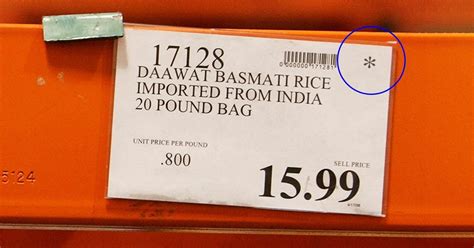 17128
0000000171281
*
DAAWAT BASMATI RICE
IMPORTED FROM INDIA
20 POUND BAG
UNIT PRICE PER POUND
.800
SELL PRICE
15.99